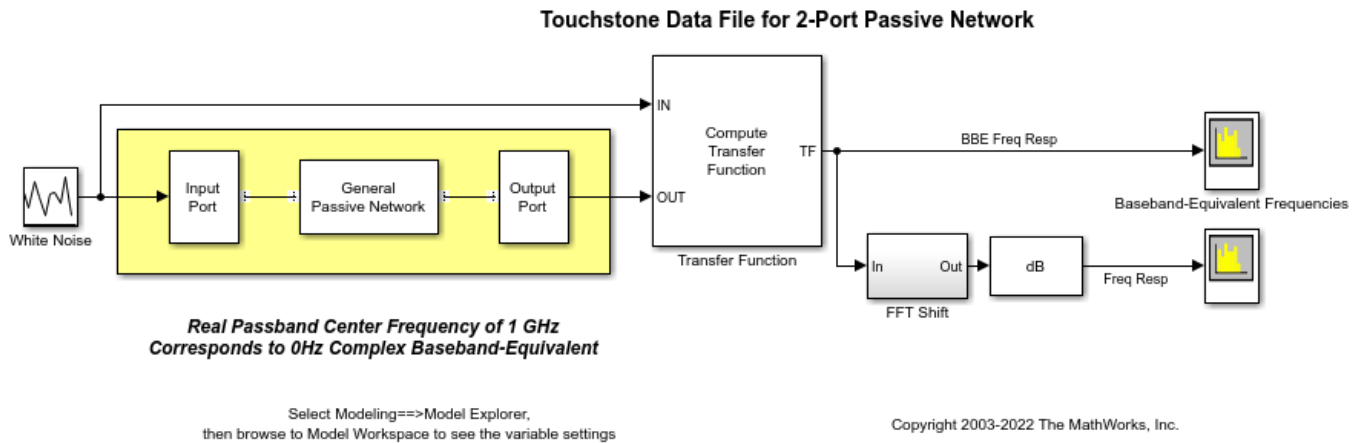 Touchstone Data File for 2-Port Passive Network
IN
Compute
Transfer
Function
TF
OUT
Transfer Function
BBE Freq Resp
Baseband-Equivalent Frequencies
White Noise
Input
Port
General
Passive Network
Output
Port
In
Out
FFT Shift
dB
Freq Resp
Real Passband Center Frequency of 1 GHz
Corresponds to 0Hz Complex Baseband-Equivalent
Select Modeling==>Model Explorer,
then browse to Model Workspace to see the variable settings
Copyright 2003-2022 The MathWorks, Inc.